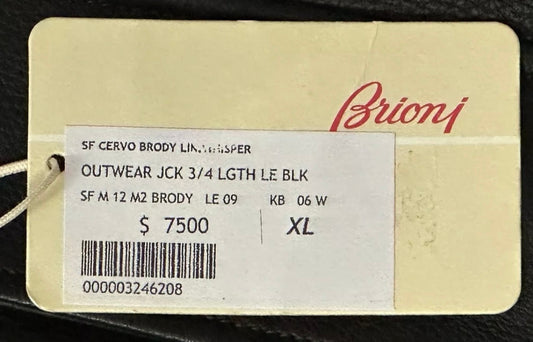 Brioni
SF CERVO BRODY
OUTWEAR JCK 3/4 LGTH LE BLK
SF M 12 M2 BRODY LE 09 KB 06 W
$ 7500 XL
000003246208